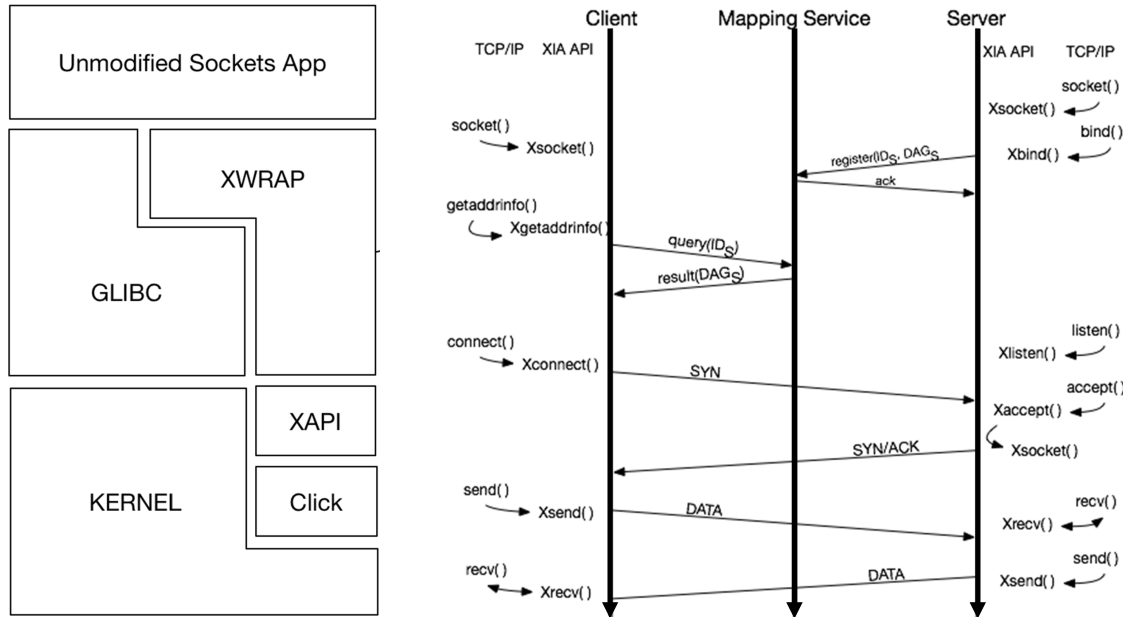 Unmodified Sockets App
XWRAP
GLIBC
XAPI
KERNEL
Click
Client
Mapping Service
Server
TCP/IP
XIA API
XIA API
TCP/IP
socket()
Xsocket()
socket()
Xsocket()
bind()
Xbind()
register(IDS, DAGS
ack
getaddrinfo()
Xgetaddrinfo()
query(IDS)
result(DAGS)
listen()
Xlisten()
connect()
Xconnect()
SYN
accept()
Xaccept()
Xsocket()
SYN/ACK
send()
Xsend()
DATA
recv()
Xrecv()
send()
Xsend()
DATA
recv()
Xrecv()